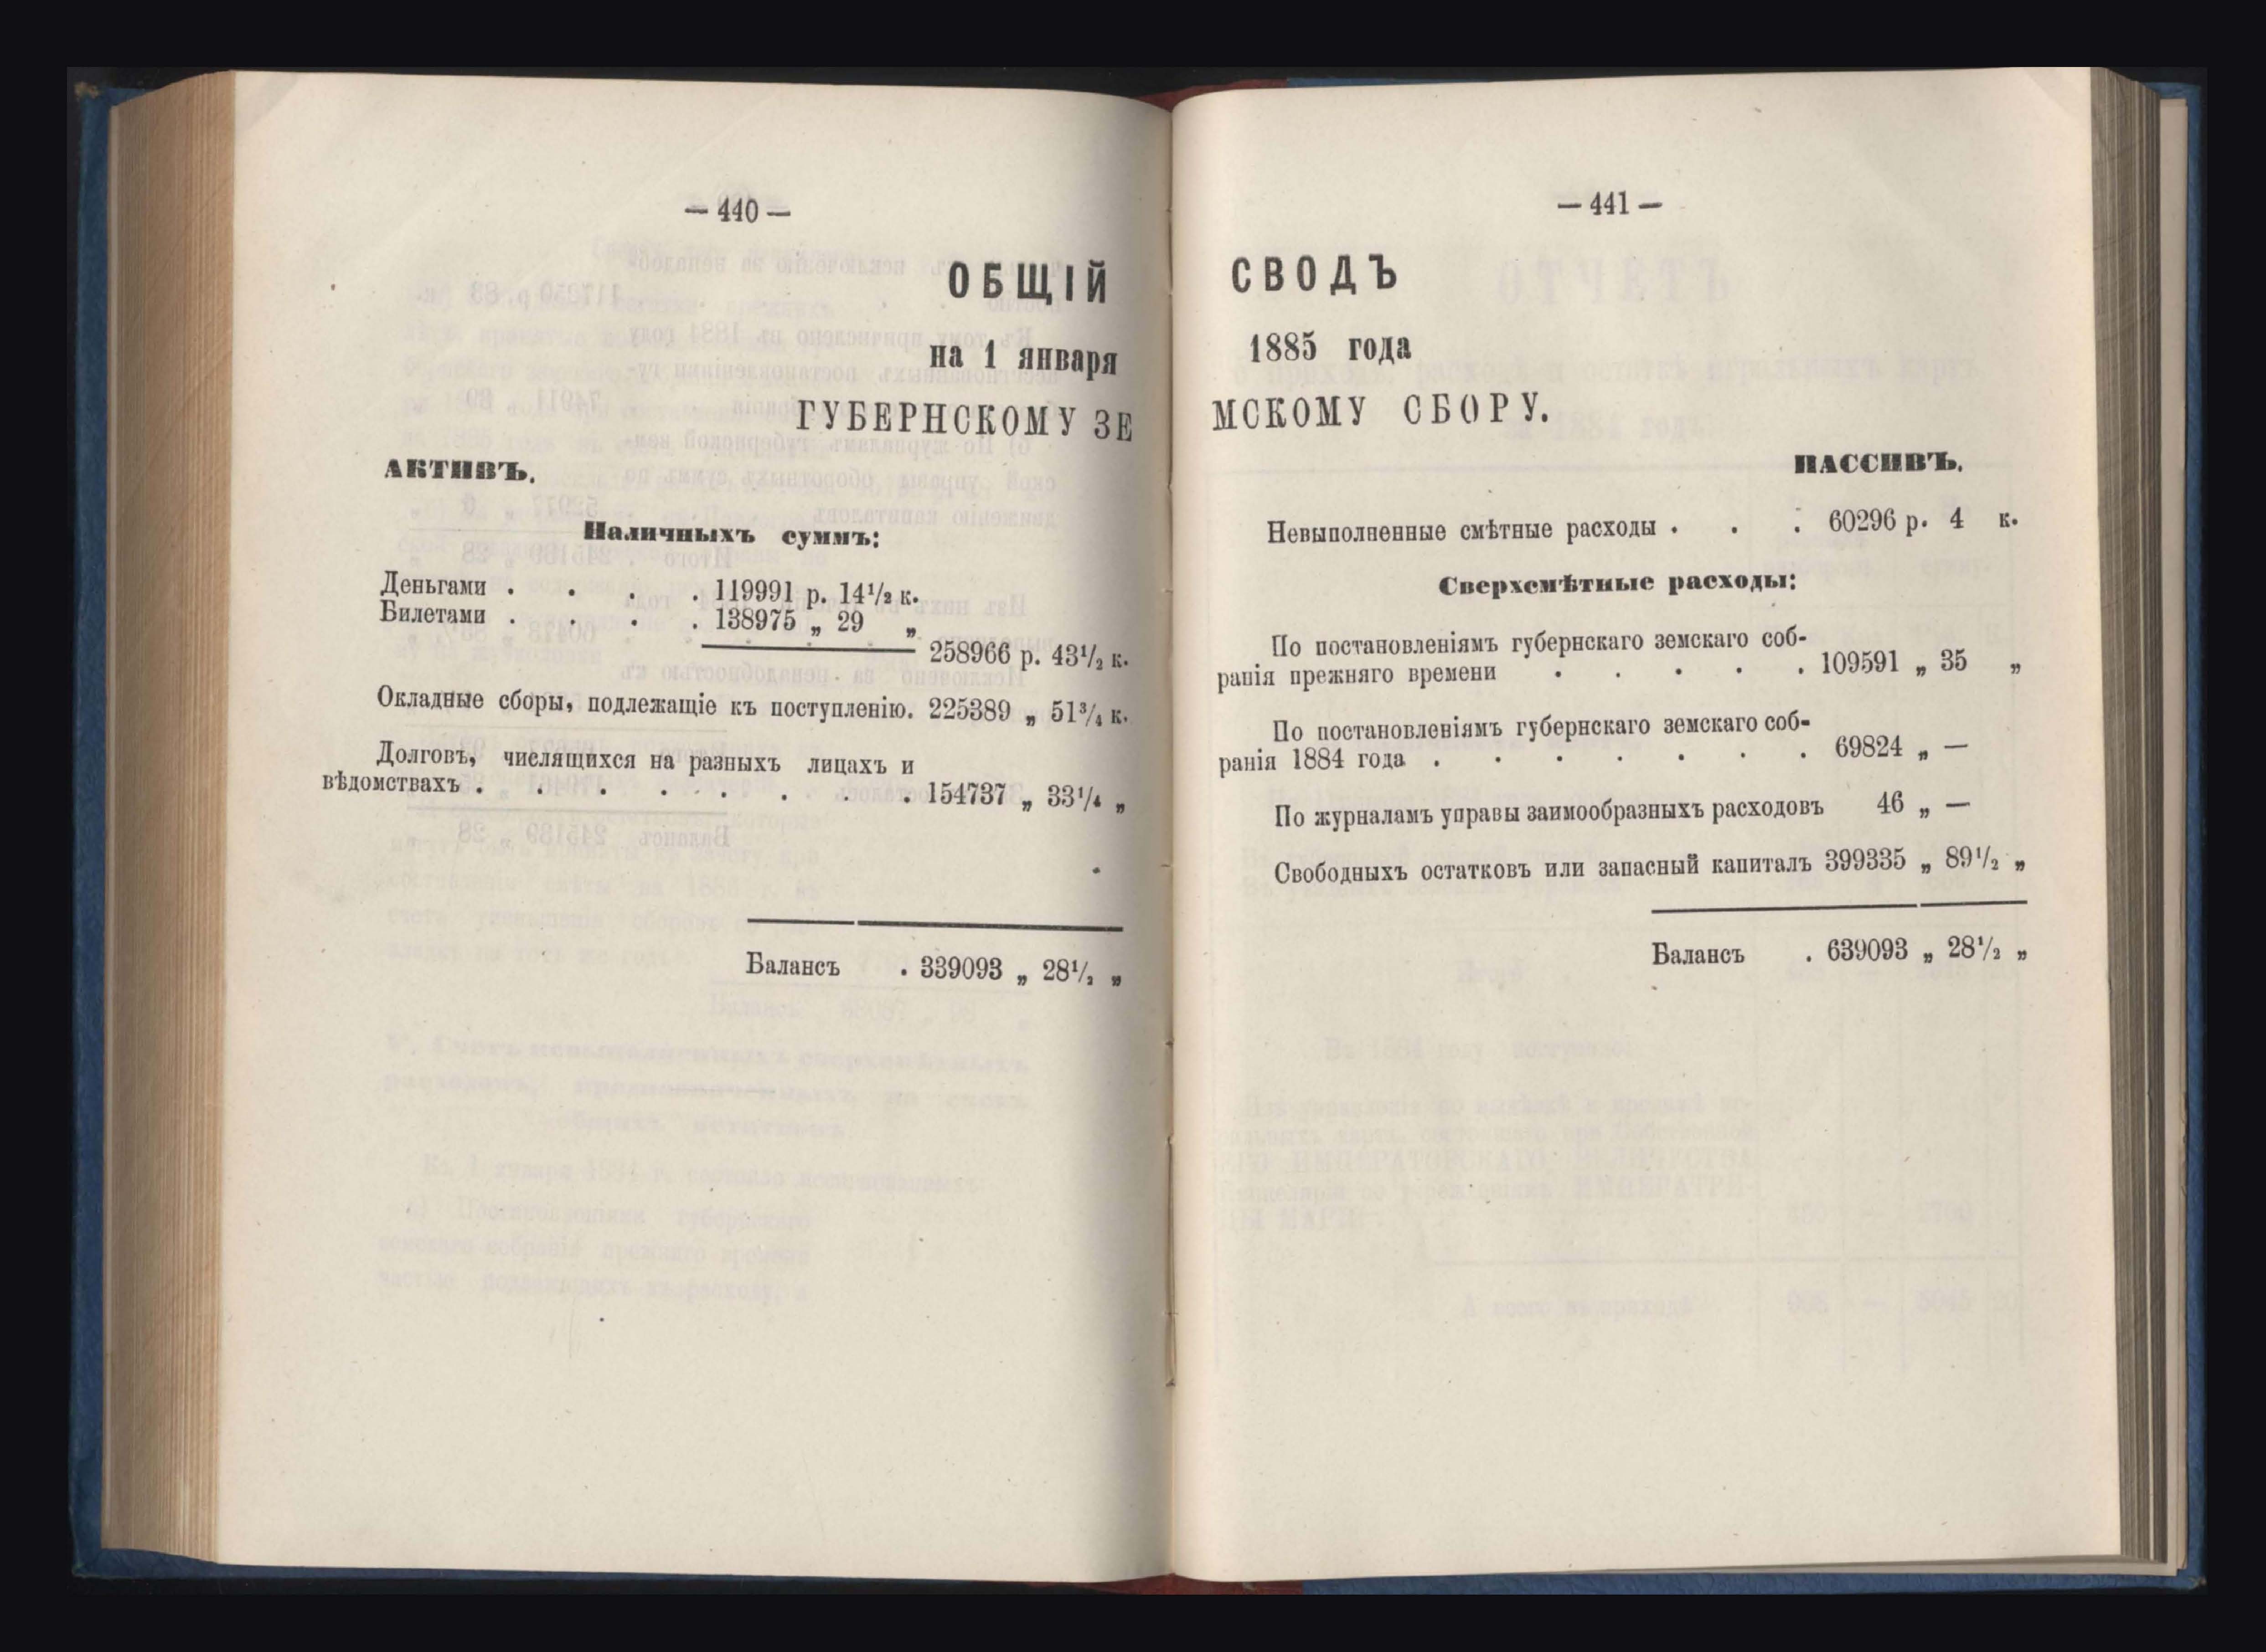 — 440 —
ОБЩІЙ
на 1 января
ГУБЕРНСКОМУ ЗЕ
АКТИВЪ.
Наличныхъ суммъ:
Деньгами . . . . 119991 р. 14¹/₂ к.
Билетами . . . . 138975 „ 29 „
258966 р. 43¹/₂ к.
Окладные сборы, подлежащіе къ поступленію. 225389 „ 51³/₄ к.
Долговъ, числящихся на разныхъ лицахъ и
вѣдомствахъ . . . . . . . . 154737 „ 33¹/₄ „
Балансъ . 339093 „ 28¹/₂ „
— 441 —
СВОДЪ
1885 года
МСКОМУ СБОРУ.
ПАССИВЪ.
Невыполненные смѣтные расходы . . . 60296 р. 4 к.
Сверхсмѣтные расходы:
По постановленіямъ губернскаго земскаго соб-
ранія прежняго времени . . . . . 109591 „ 35 „
По постановленіямъ губернскаго земскаго соб-
ранія 1884 года . . . . . . . 69824 „ —
По журналамъ управы заимообразныхъ расходовъ 46 „ —
Свободныхъ остатковъ или запасный капиталъ 399335 „ 89¹/₂ „
Балансъ . 639093 „ 28¹/₂ „